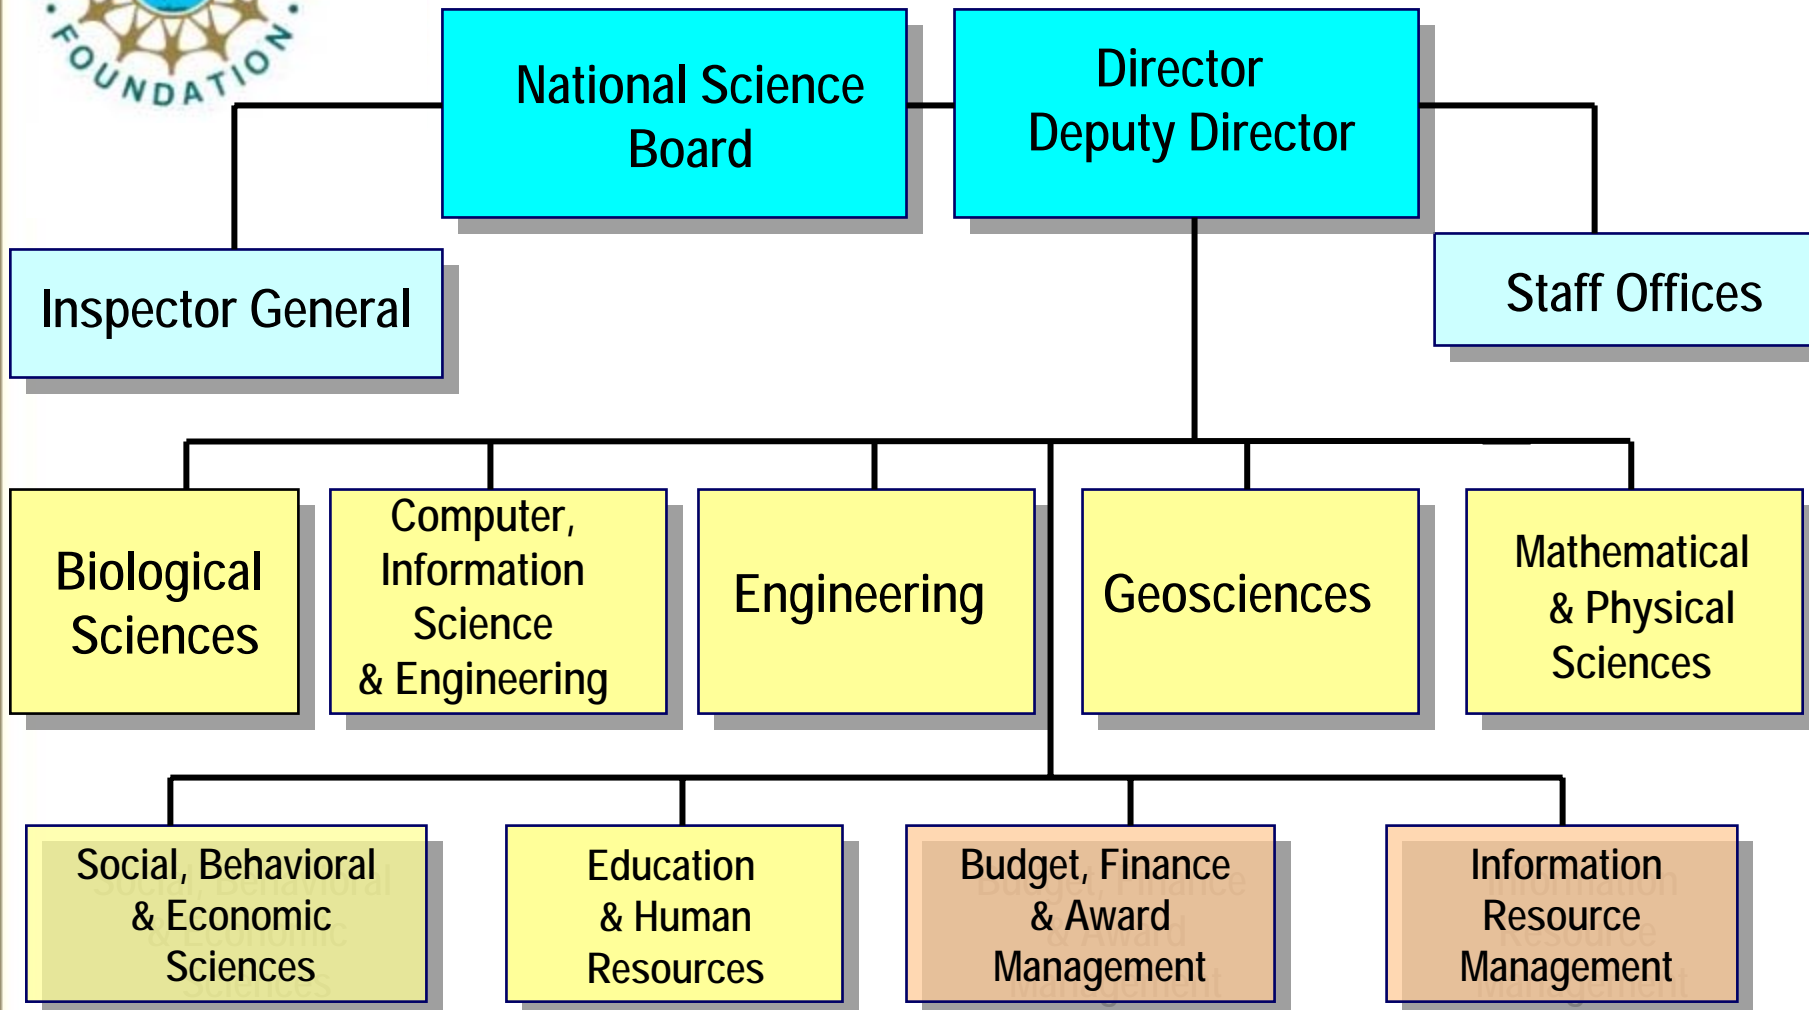 FOUNDATION
National Science
Board
Director
Deputy Director
Inspector General
Staff Offices
Biological
Sciences
Computer,
Information
Science
& Engineering
Engineering
Geosciences
Mathematical
& Physical
Sciences
Social, Behavioral
& Economic
Sciences
Education
& Human
Resources
Budget, Finance
& Award
Management
Information
Resource
Management